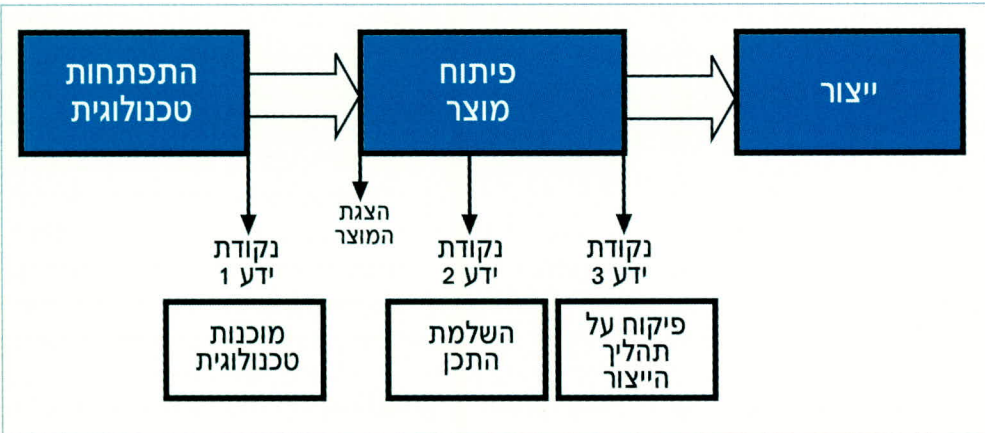 התפתחות
טכנולוגית
פיתוח
מוצר
ייצור
הצגת
המוצר
נקודת
ידע 1
נקודת
ידע 2
נקודת
ידע 3
מוכנות
טכנולוגית
השלמת
התכן
פיקוח על
תהליך
הייצור